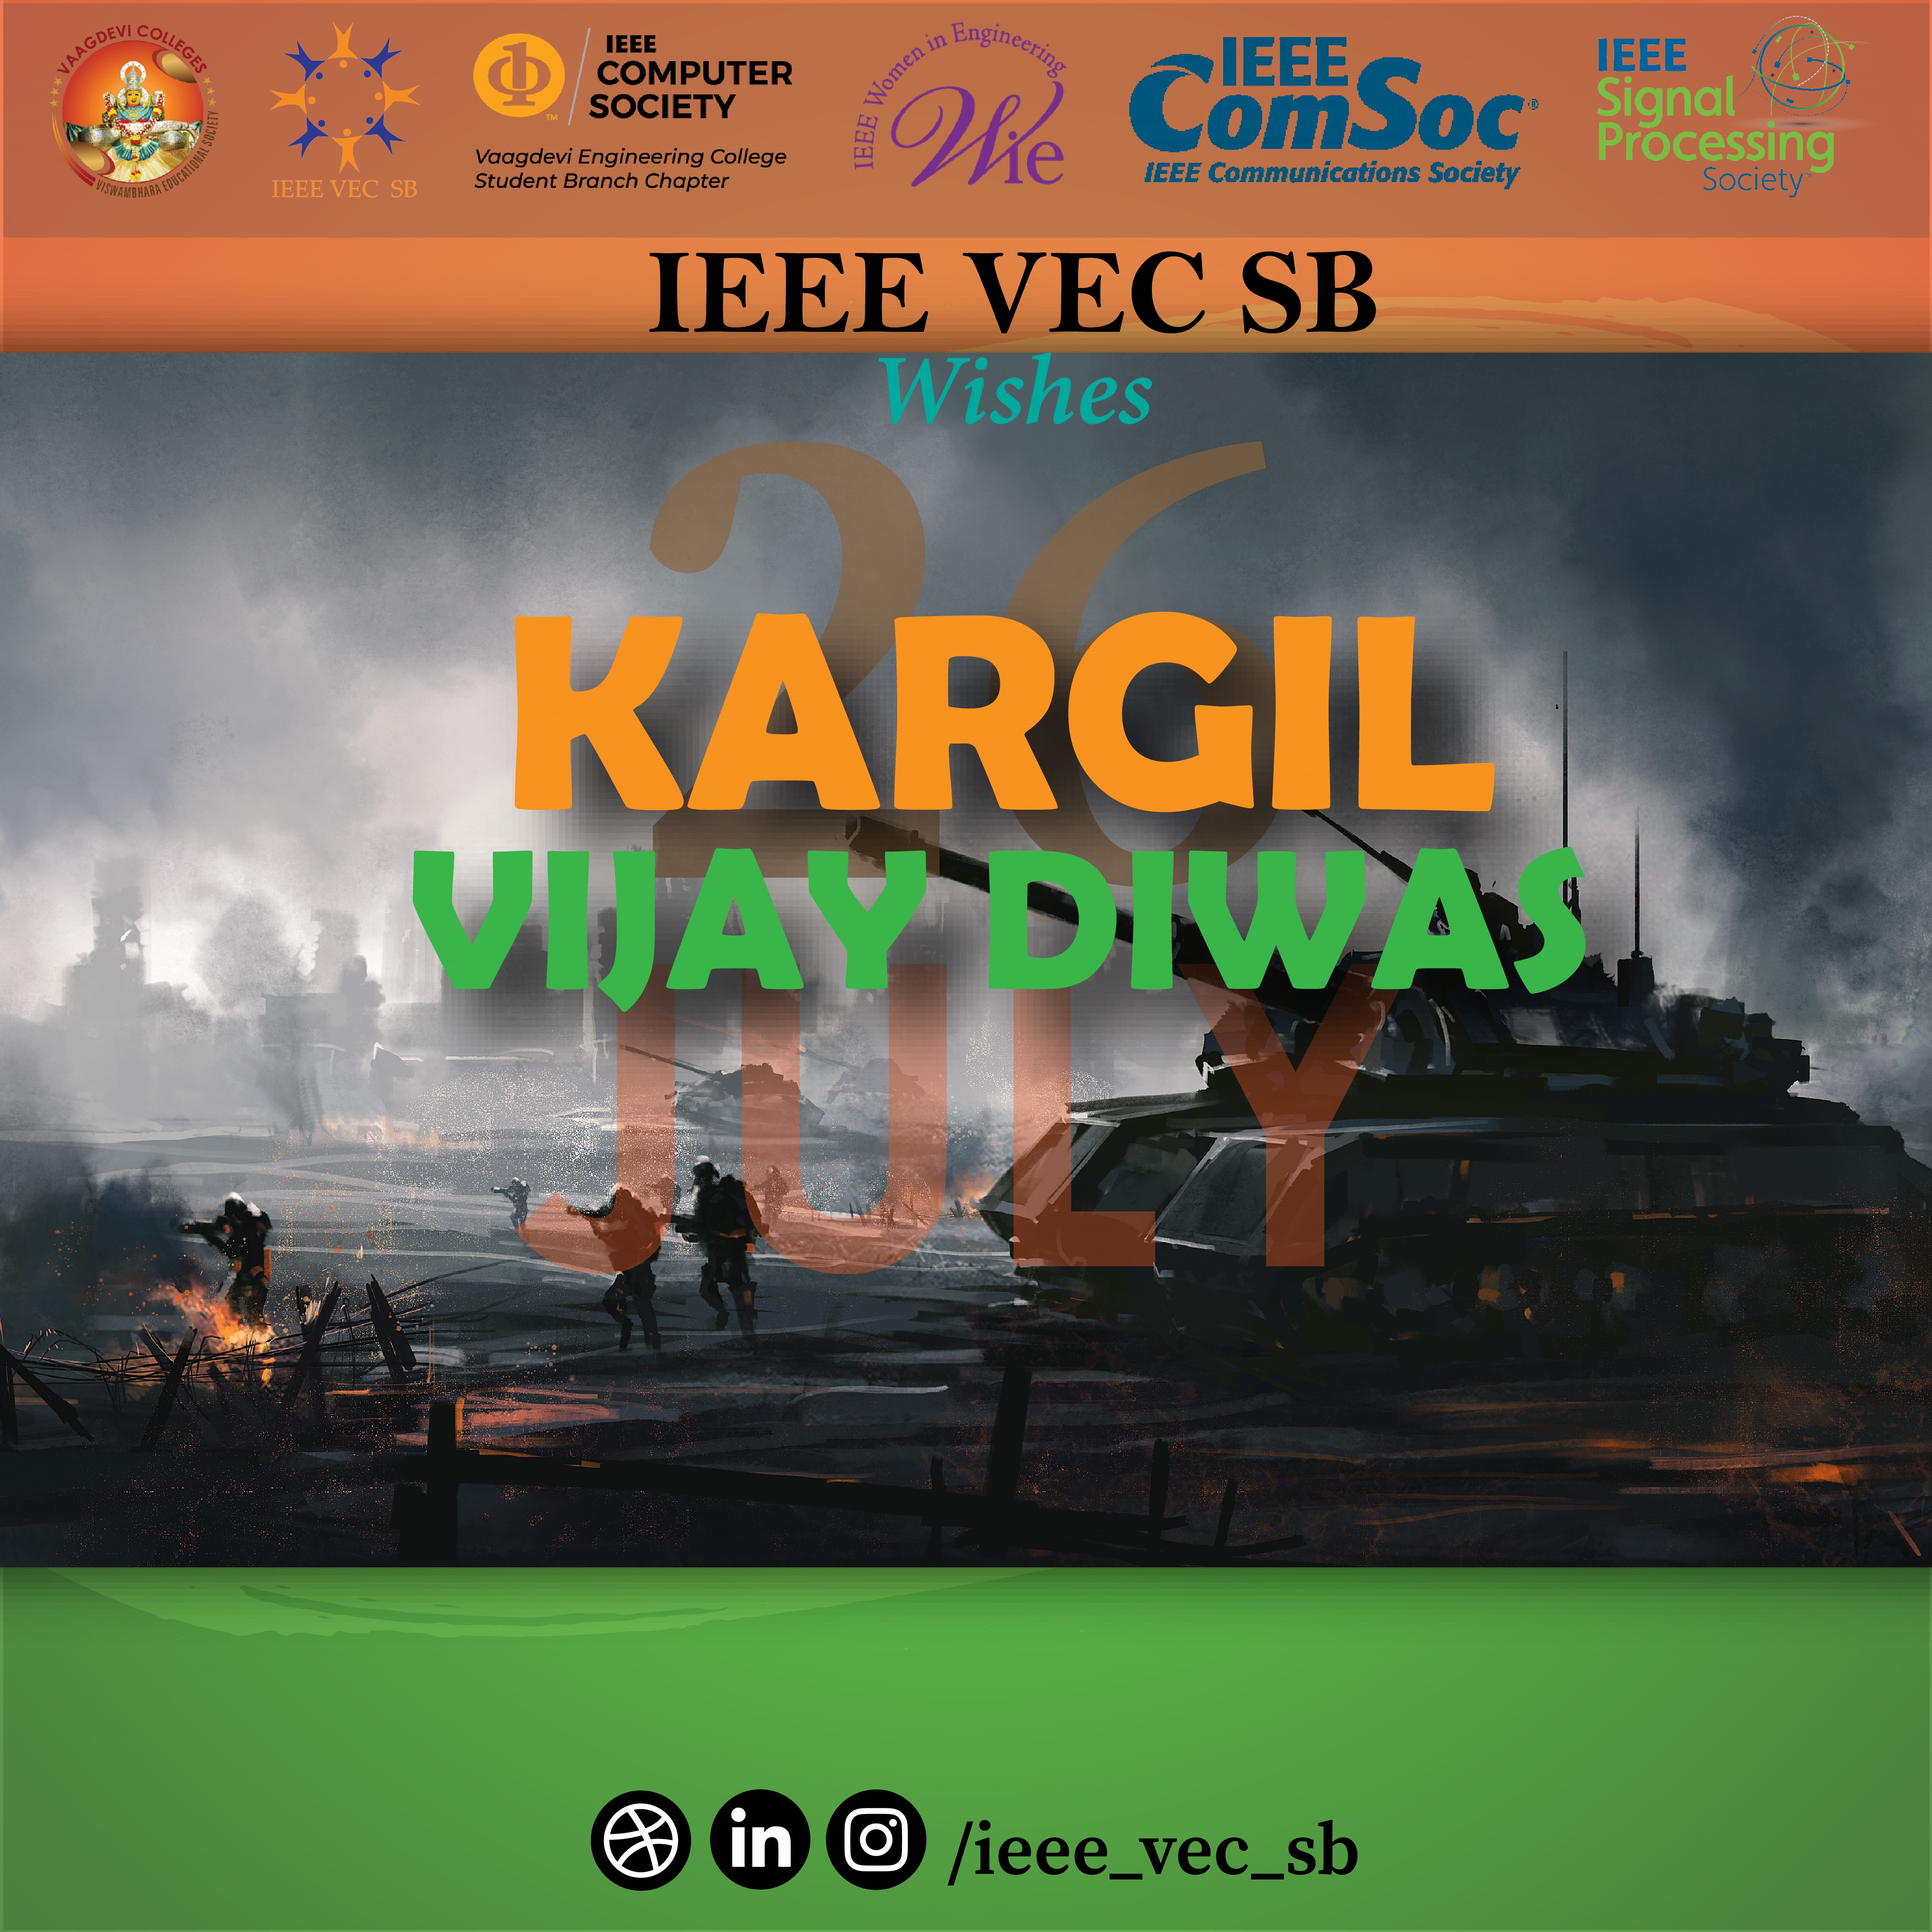 VAAGDEVI COLLEGES
VISWAMBHARA EDUCATIONAL SOCIETY
IEEE VEC SB
IEEE
COMPUTER
SOCIETY
TM
Vaagdevi Engineering College
Student Branch Chapter
IEEE Women in Engineering
Wie
IEEE
ComSoc®
IEEE Communications Society
IEEE
Signal
Processing
Society
IEEE VEC SB
Wishes
26
KARGIL
VIJAY DIWAS
JULY
in
/ieee_vec_sb